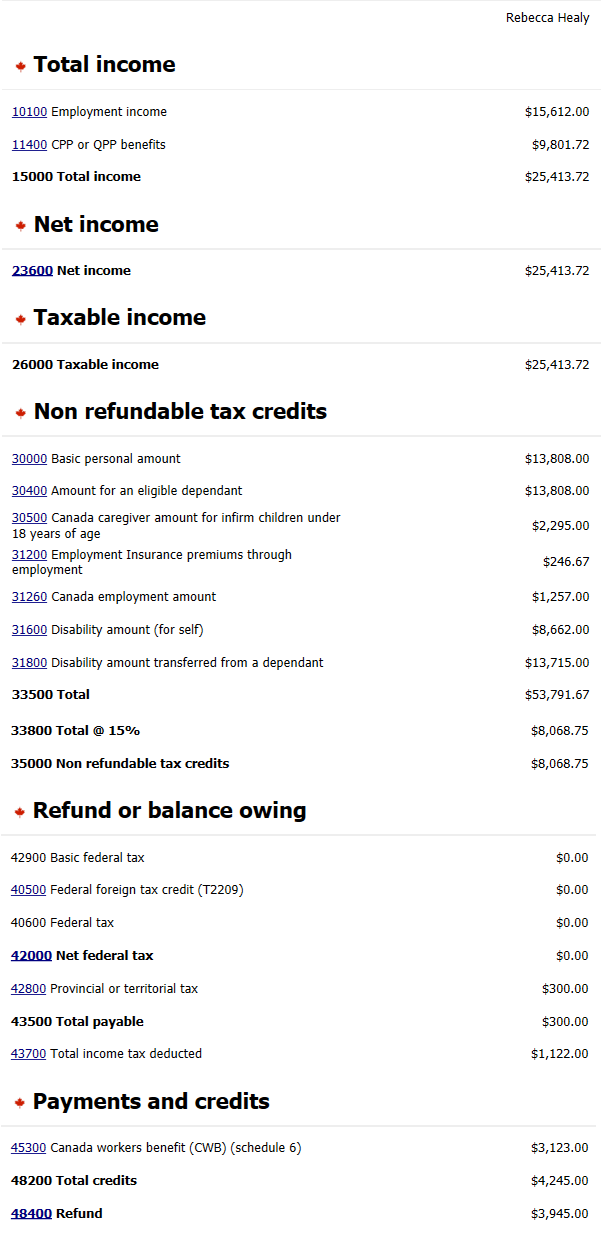 Rebecca Healy
Total income
10100 Employment income $15,612.00
11400 CPP or QPP benefits $9,801.72
15000 Total income $25,413.72
Net income
23600 Net income $25,413.72
Taxable income
26000 Taxable income $25,413.72
Non refundable tax credits
30000 Basic personal amount $13,808.00
30400 Amount for an eligible dependant $13,808.00
30500 Canada caregiver amount for infirm children under
18 years of age $2,295.00
31200 Employment Insurance premiums through
employment $246.67
31260 Canada employment amount $1,257.00
31600 Disability amount (for self) $8,662.00
31800 Disability amount transferred from a dependant $13,715.00
33500 Total $53,791.67
33800 Total @ 15% $8,068.75
35000 Non refundable tax credits $8,068.75
Refund or balance owing
42900 Basic federal tax $0.00
40500 Federal foreign tax credit (T2209) $0.00
40600 Federal tax $0.00
42000 Net federal tax $0.00
42800 Provincial or territorial tax $300.00
43500 Total payable $300.00
43700 Total income tax deducted $1,122.00
Payments and credits
45300 Canada workers benefit (CWB) (schedule 6) $3,123.00
48200 Total credits $4,245.00
48400 Refund $3,945.00